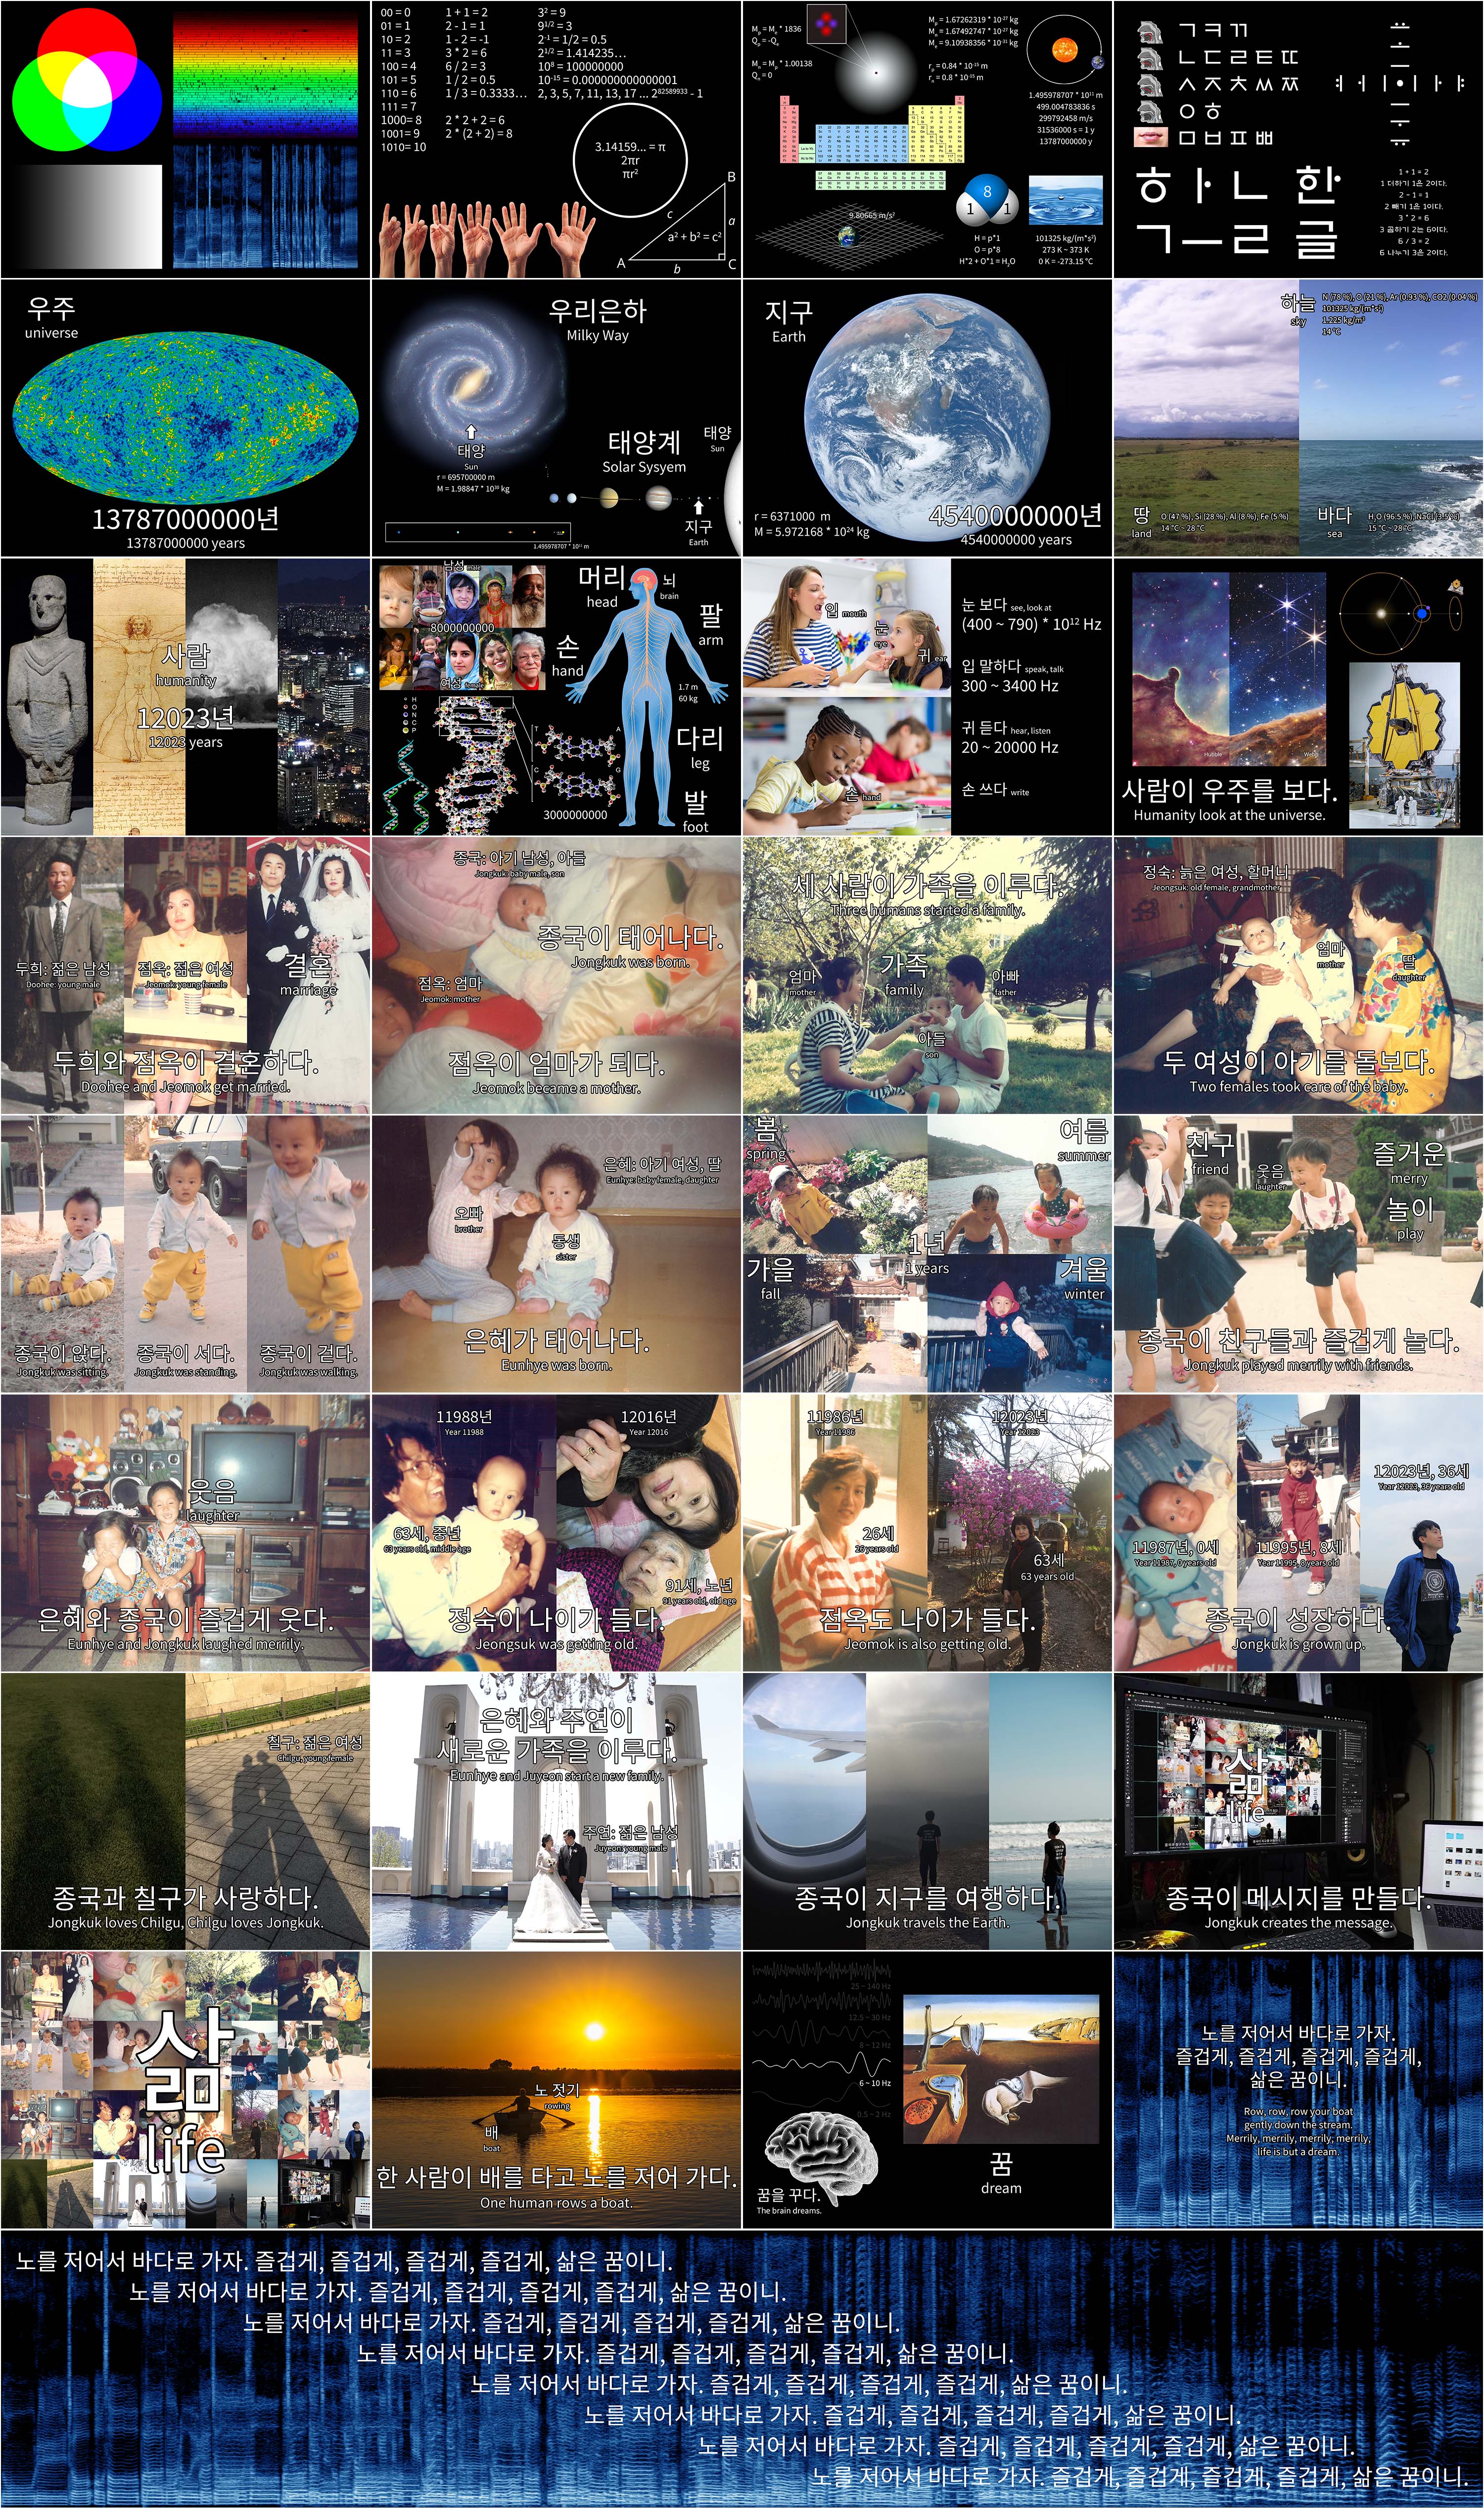 00 = 0
01 = 1
10 = 2
11 = 3
100 = 4
101 = 5
110 = 6
111 = 7
1000= 8
1001= 9
1010= 10
1 + 1 = 2
2 - 1 = 1
1 - 2 = -1
3 * 2 = 6
6 / 2 = 3
1 / 2 = 0.5
1 / 3 = 0.3333…
2 * 2 + 2 = 6
2 * (2 + 2) = 8
3² = 9
9^1/2 = 3
2^-1 = 1/2 = 0.5
2^1/2 = 1.414235…
10⁸ = 100000000
10^-15 = 0.000000000000001
2, 3, 5, 7, 11, 13, 17 ... 2^82589933 - 1
3.14159... = π
2πr
πr²
B
c
a
a² + b² = c²
A
b
C
Mₚ = Mₑ * 1836
Qₚ = -Qₑ
Mₙ = Mₚ * 1.00138
Qₙ = 0
Mₚ = 1.67262319 * 10^-27 kg
Mₙ = 1.67492747 * 10^-27 kg
Mₑ = 9.10938356 * 10^-31 kg
rₚ = 0.84 * 10^-15 m
rₙ = 0.8 * 10^-15 m
1.495978707 * 10¹¹ m
499.004783836 s
299792458 m/s
31536000 s = 1 y
13787000000 y
9.80665 m/s²
8
1 1
H = p*1
O = p*8
H*2 + O*1 = H₂O
101325 kg/(m*s²)
273 K ~ 373 K
0 K = -273.15 °C
ㄱㅋㄲ
ㄴㄷㄹㅌㄸ
ㅅㅈㅊㅆㅉ
ㅇㅎ
ㅁㅂㅍㅃ
ㅎㅏㄴ 한
ㄱㅡㄹ 글
1 + 1 = 2
1 더하기 1은 2이다.
2 - 1 = 1
2 빼기 1은 1이다.
3 * 2 = 6
3 곱하기 2는 6이다.
6 / 3 = 2
6 나누기 3은 2이다.
우주
universe
13787000000년
13787000000 years
우리은하
Milky Way
태양
Sun
r = 695700000 m
M = 1.98847 * 10³⁰ kg
태양계
Solar Sysyem
태양
Sun
지구
Earth
1.495978707 * 10¹¹ m
지구
Earth
r = 6371000 m
M = 5.972168 * 10²⁴ kg
4540000000년
4540000000 years
하늘
sky
N (78 %), O (21 %), Ar (0.93 %), CO2 (0.04 %)
101325 kg/(m*s²)
1.225 kg/m³
14 °C
땅
land
O (47 %), Si (28 %), Al (8 %), Fe (5 %)
14 °C ~ 28 °C
바다
sea
H₂O (96.5 %), NaCl (3.5 %)
15 °C ~ 28 °C
사람
humanity
12023년
12023 years
남성 male
8000000000
여성 female
H
O
N
C
P
T
A
C
G
3000000000
머리
head
뇌
brain
팔
arm
손
hand
1.7 m
60 kg
다리
leg
발
foot
입 mouth
눈
eye
귀 ear
손 hand
눈 보다 see, look at
(400 ~ 790) * 10¹² Hz
입 말하다 speak, talk
300 ~ 3400 Hz
귀 듣다 hear, listen
20 ~ 20000 Hz
손 쓰다 write
Hubble
Webb
사람이 우주를 보다.
Humanity look at the universe.
두희: 젊은 남성
Doohee: young male
점옥: 젊은 여성
Jeomok: young female
결혼
marriage
두희와 점옥이 결혼하다.
Doohee and Jeomok get married.
종국: 아기 남성, 아들
Jongkuk: baby male, son
종국이 태어나다.
Jongkuk was born.
점옥: 엄마
Jeomok: mother
점옥이 엄마가 되다.
Jeomok became a mother.
세 사람이 가족을 이루다.
Three humans started a family.
엄마
mother
가족
family
아빠
father
아들
son
정숙: 늙은 여성, 할머니
Jeongsuk: old female, grandmother
엄마
mother
딸
daughter
두 여성이 아기를 돌보다.
Two females took care of the baby.
종국이 앉다.
Jongkuk was sitting.
종국이 서다.
Jongkuk was standing.
종국이 걷다.
Jongkuk was walking.
은혜: 아기 여성, 딸
Eunhye: baby female, daughter
오빠
brother
동생
sister
은혜가 태어나다.
Eunhye was born.
봄
spring
여름
summer
1년
1 years
가을
fall
겨울
winter
친구
friend
웃음
laughter
즐거운
merry
놀이
play
종국이 친구들과 즐겁게 놀다.
Jongkuk played merrily with friends.
웃음
laughter
은혜와 종국이 즐겁게 웃다.
Eunhye and Jongkuk laughed merrily.
11988년
Year 11988
12016년
Year 12016
63세, 중년
63 years old, middle age
91세, 노년
91 years old, old age
정숙이 나이가 들다.
Jeongsuk was getting old.
11986년
Year 11986
12023년
Year 12023
26세
26 years old
63세
63 years old
점옥도 나이가 들다.
Jeomok is also getting old.
11987년, 0세
Year 11987, 0 years old
11995년, 8세
Year 11995, 8 years old
12023년, 36세
Year 12023, 36 years old
종국이 성장하다.
Jongkuk is grown up.
칠구: 젊은 여성
Chilgu, young female
종국과 칠구가 사랑하다.
Jongkuk loves Chilgu, Chilgu loves Jongkuk.
은혜와 주연이
새로운 가족을 이루다.
Eunhye and Juyeon start a new family.
주연: 젊은 남성
Juyeon: young male
종국이 지구를 여행하다.
Jongkuk travels the Earth.
삶
life
종국이 메시지를 만들다.
Jongkuk creates the message.
삶
life
노 젓기
rowing
배
boat
한 사람이 배를 타고 노를 저어 가다.
One human rows a boat.
25 ~ 140 Hz
12.5 ~ 30 Hz
8 ~ 12 Hz
6 ~ 10 Hz
0.5 ~ 2 Hz
꿈을 꾸다.
The brain dreams.
꿈
dream
노를 저어서 바다로 가자.
즐겁게, 즐겁게, 즐겁게, 즐겁게,
삶은 꿈이니.
Row, row, row your boat
gently down the stream.
Merrily, merrily, merrily, merrily,
life is but a dream.
노를 저어서 바다로 가자. 즐겁게, 즐겁게, 즐겁게, 즐겁게, 삶은 꿈이니.
노를 저어서 바다로 가자. 즐겁게, 즐겁게, 즐겁게, 즐겁게, 삶은 꿈이니.
노를 저어서 바다로 가자. 즐겁게, 즐겁게, 즐겁게, 즐겁게, 삶은 꿈이니.
노를 저어서 바다로 가자. 즐겁게, 즐겁게, 즐겁게, 즐겁게, 삶은 꿈이니.
노를 저어서 바다로 가자. 즐겁게, 즐겁게, 즐겁게, 즐겁게, 삶은 꿈이니.
노를 저어서 바다로 가자. 즐겁게, 즐겁게, 즐겁게, 즐겁게, 삶은 꿈이니.
노를 저어서 바다로 가자. 즐겁게, 즐겁게, 즐겁게, 즐겁게, 삶은 꿈이니.
노를 저어서 바다로 가자. 즐겁게, 즐겁게, 즐겁게, 즐겁게, 삶은 꿈이니.